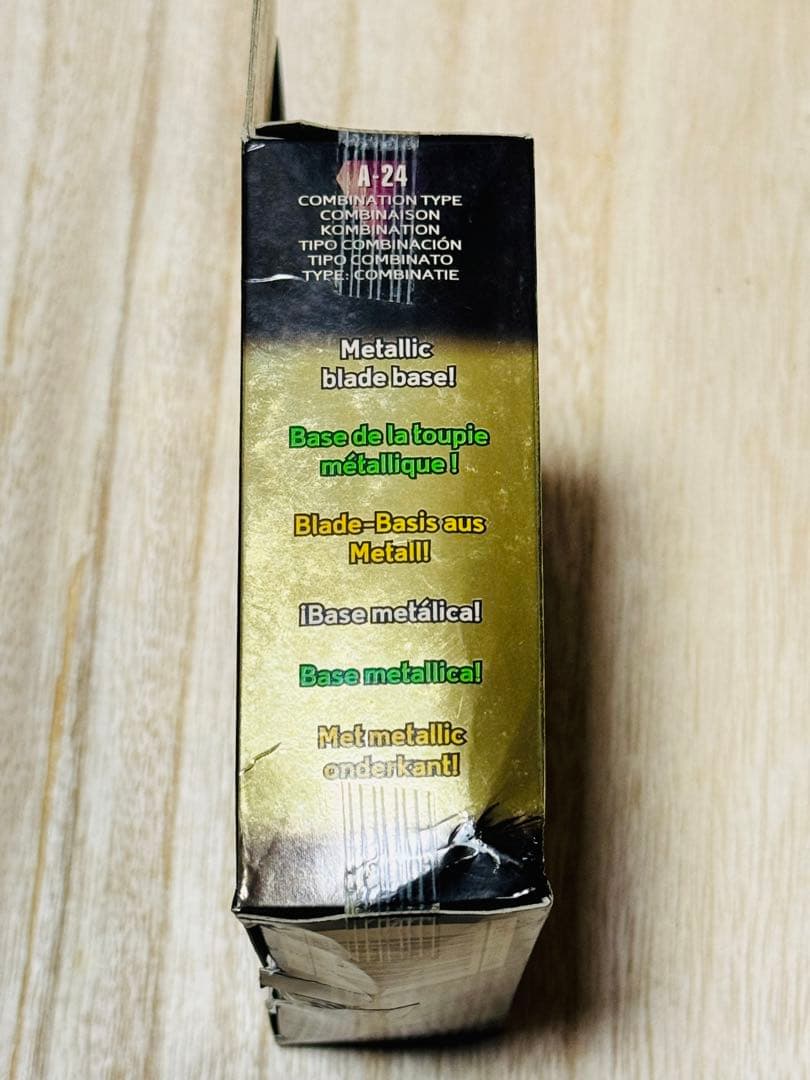 A-24
COMBINATION TYPE
COMBINAISON
KOMBINATION
TIPO COMBINACIÓN
TIPO COMBINATO
TYPE: COMBINATIE
Metallic
blade base!
Base de la toupie
métallique !
Blade-Basis aus
Metall!
¡Base metálica!
Base metallica!
Met metallic
onderkant!